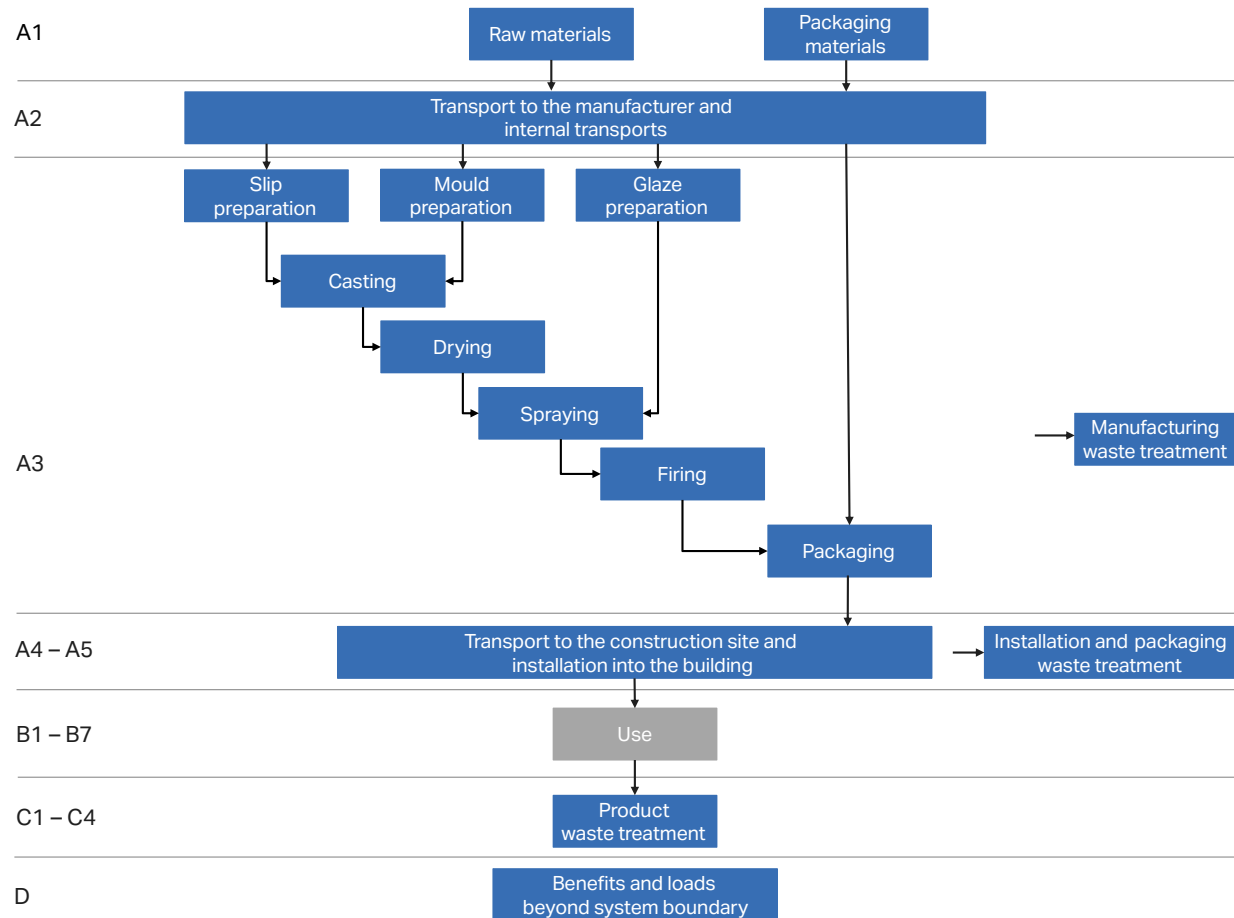 A1
Raw materials
Packaging
materials
A2
Transport to the manufacturer and
internal transports
Slip
preparation
Mould
preparation
Glaze
preparation
Casting
Drying
Spraying
A3
Manufacturing
waste treatment
Firing
Packaging
A4 – A5
Transport to the construction site and
installation into the building
Installation and packaging
waste treatment
B1 – B7
Use
C1 – C4
Product
waste treatment
D
Benefits and loads
beyond system boundary